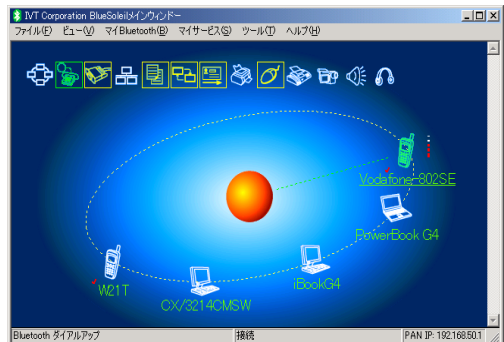 IVT Corporation BlueSoleilメインウィンドー
ファイル(F) ビュー(V) マイBluetooth(B) マイサービス(S) ツール(T) ヘルプ(H)
Vodafone-802SE
PowerBook G4
iBookG4
W21T
CX/3214CMSW
Bluetooth ダイアルアップ 接続 PAN IP: 192.168.50.1